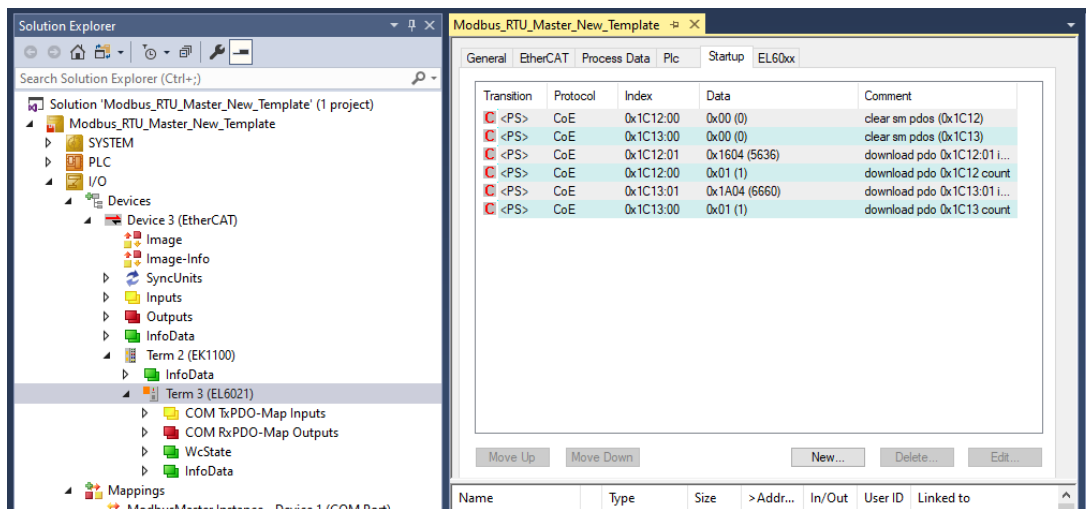 Solution Explorer
Search Solution Explorer (Ctrl+;)
Solution 'Modbus_RTU_Master_New_Template' (1 project)
Modbus_RTU_Master_New_Template
SYSTEM
PLC
I/O
Devices
Device 3 (EtherCAT)
Image
Image-Info
SyncUnits
Inputs
Outputs
InfoData
Term 2 (EK1100)
InfoData
Term 3 (EL6021)
COM TxPDO-Map Inputs
COM RxPDO-Map Outputs
WcState
InfoData
Mappings
ModbusMaster Instance - Device 1 (COM Port)
Modbus_RTU_Master_New_Template
General EtherCAT Process Data Plc Startup EL60xx
Transition Protocol Index Data Comment
C <PS> CoE 0x1C12:00 0x00 (0) clear sm pdos (0x1C12)
C <PS> CoE 0x1C13:00 0x00 (0) clear sm pdos (0x1C13)
C <PS> CoE 0x1C12:01 0x1604 (5636) download pdo 0x1C12:01 i...
C <PS> CoE 0x1C12:00 0x01 (1) download pdo 0x1C12 count
C <PS> CoE 0x1C13:01 0x1A04 (6660) download pdo 0x1C13:01 i...
C <PS> CoE 0x1C13:00 0x01 (1) download pdo 0x1C13 count
Move Up Move Down New... Delete... Edit...
Name Type Size >Addr... In/Out User ID Linked to